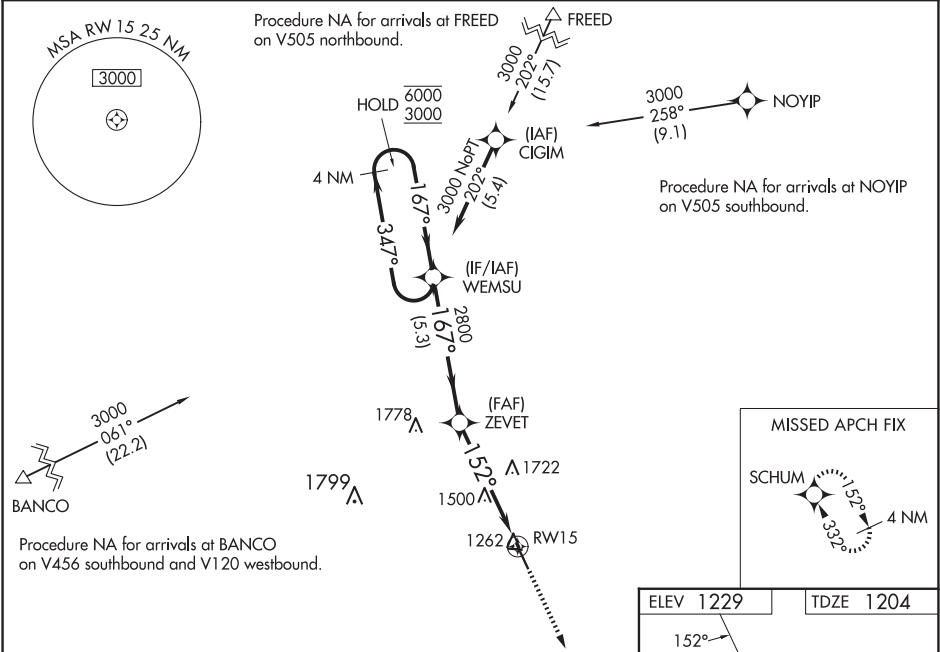 MSA RW 15 25 NM
3000
Procedure NA for arrivals at FREED
on V505 northbound.
FREED
3000
202°
(15.7)
HOLD
6000
3000
4 NM
167°
347°
(IAF)
CIGIM
3000 NoPT
202°
(5.4)
3000
258°
(9.1)
NOYIP
Procedure NA for arrivals at NOYIP
on V505 southbound.
(IF/IAF)
WEMSU
2800
167°
(5.3)
3000
061°
(22.2)
BANCO
Procedure NA for arrivals at BANCO
on V456 southbound and V120 westbound.
1778
(FAF)
ZEVET
152°
1722
1799
1500
1262
RW15
MISSED APCH FIX
SCHUM
152°
332°
4 NM
ELEV 1229
TDZE 1204
152°